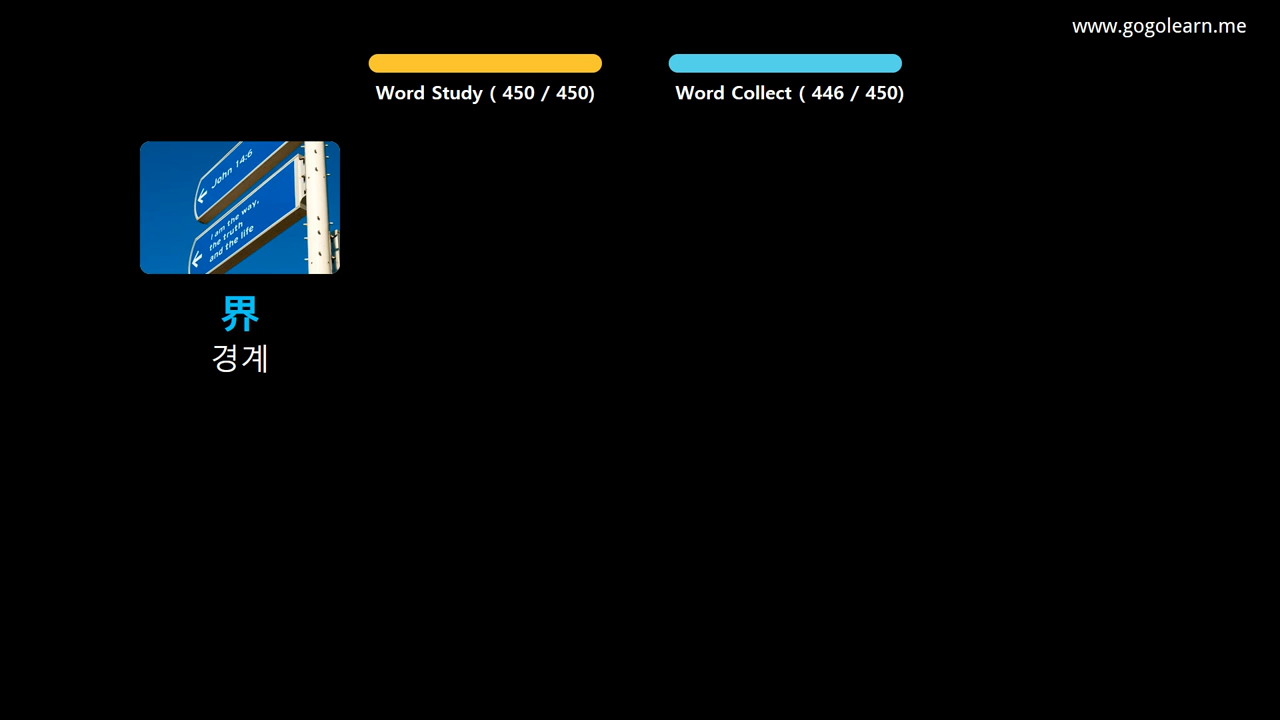 www.gogolearn.me
Word Study ( 450 / 450)
Word Collect ( 446 / 450)
John 14:6
I am the way,
the truth
and the life
界
경계